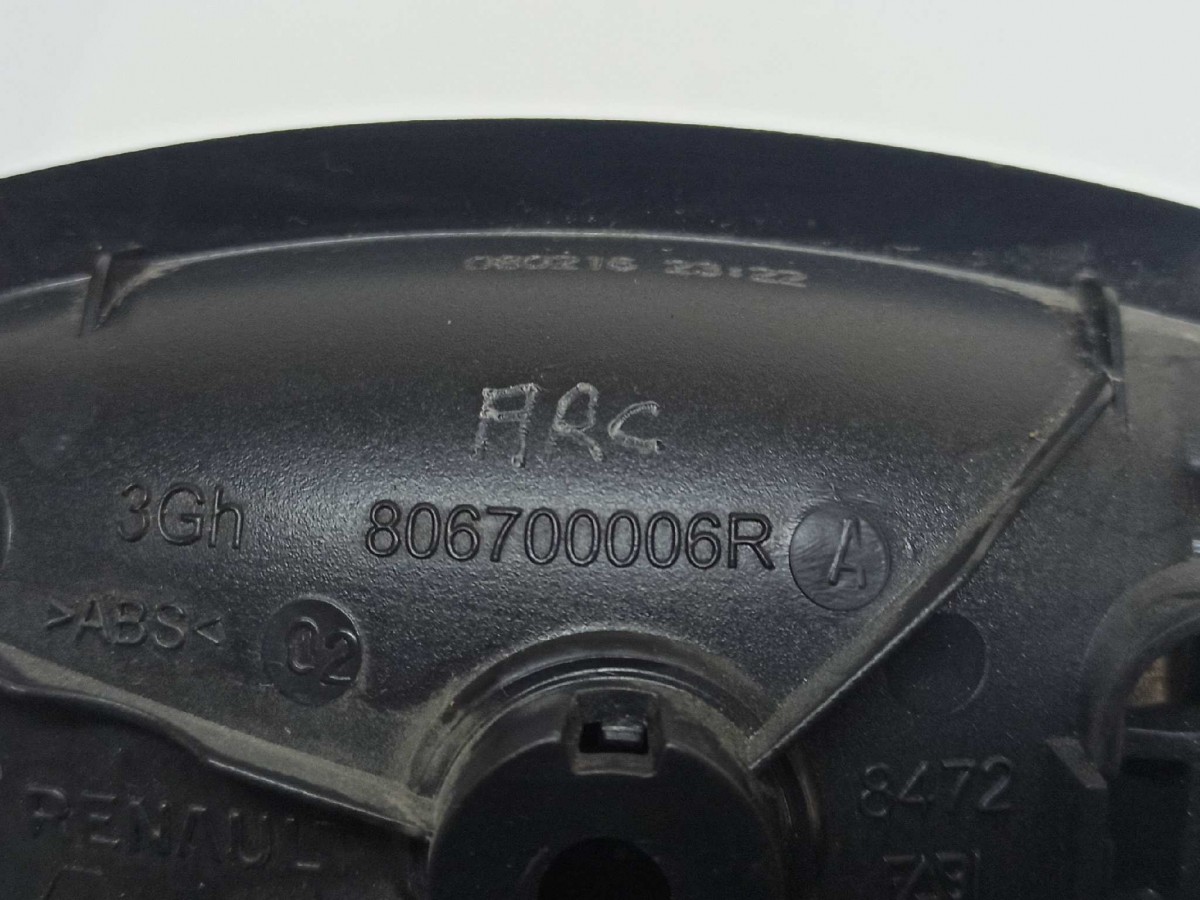 080216 23:22
ARC
3Gh 806700006R A
>ABS< 02
RENAULT 8472